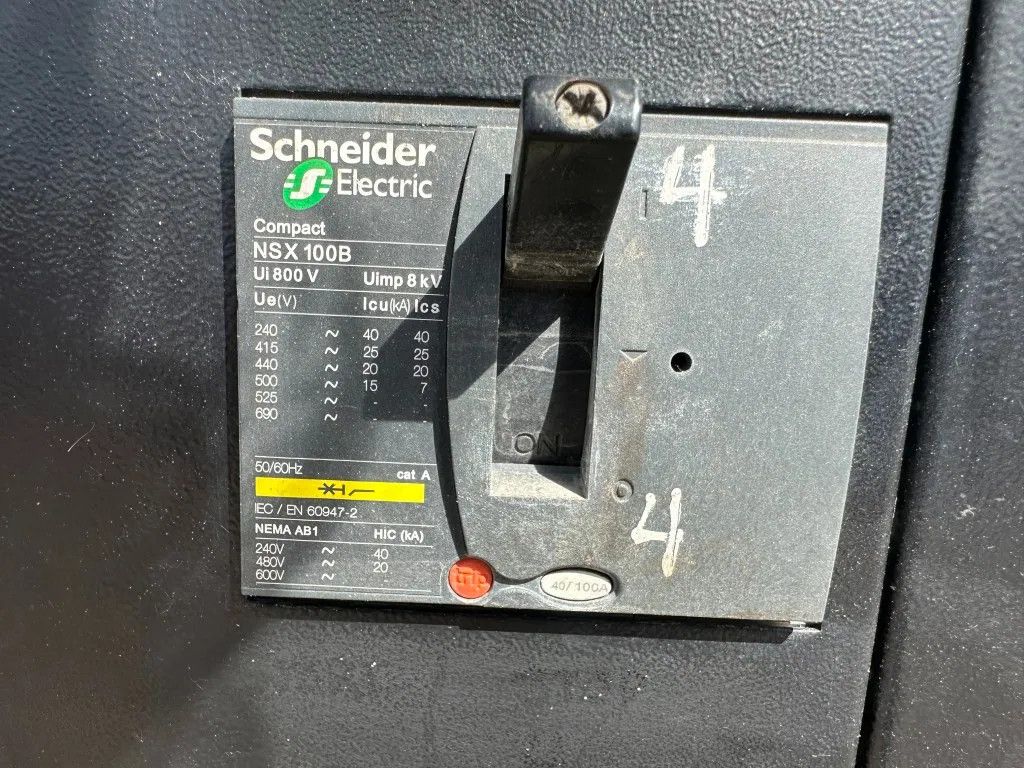 Schneider
Electric
Compact
NSX 100B
Ui 800 V Uimp 8 kV
Ue(V) Icu(kA) Ics
240 ~ 40 40
415 ~ 25 25
440 ~ 20 20
500 ~ 15 7
525 ~ - -
690 ~ - -
50/60Hz cat A
IEC / EN 60947-2
NEMA AB1 HIC (kA)
240V ~ 40
480V ~ 20
600V ~ -
I
4
ON
O
4
trip
40/100A